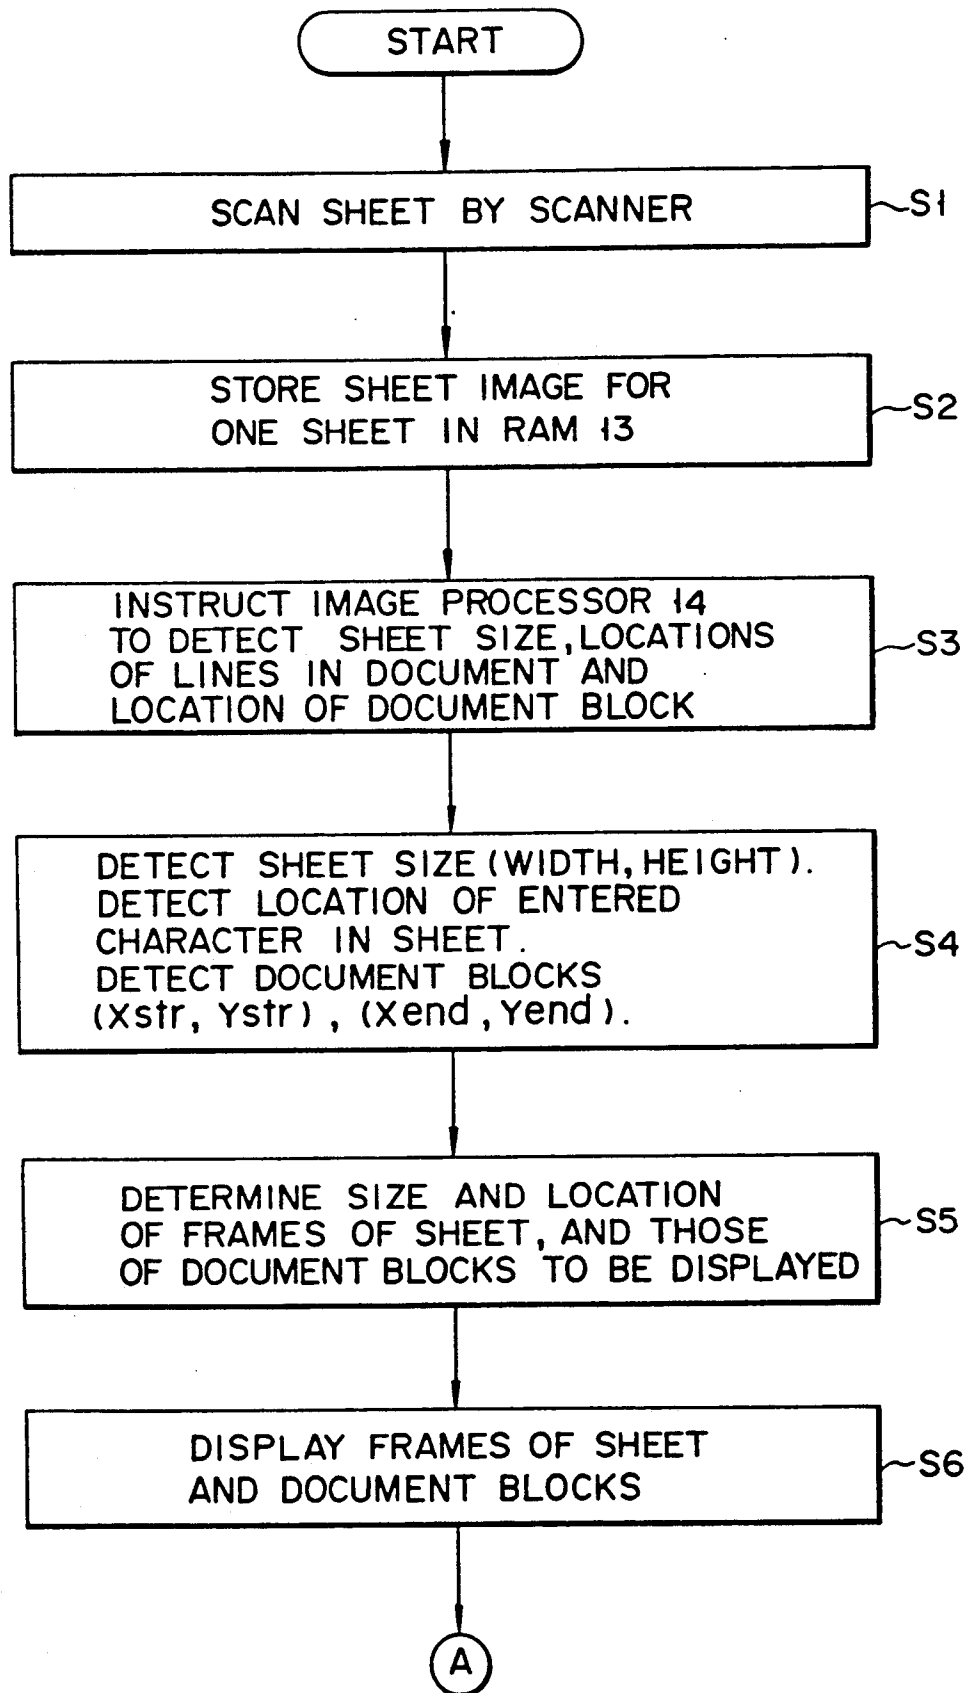 START
SCAN SHEET BY SCANNER
S1
STORE SHEET IMAGE FOR
ONE SHEET IN RAM 13
S2
INSTRUCT IMAGE PROCESSOR 14
TO DETECT SHEET SIZE, LOCATIONS
OF LINES IN DOCUMENT AND
LOCATION OF DOCUMENT BLOCK
S3
DETECT SHEET SIZE (WIDTH, HEIGHT).
DETECT LOCATION OF ENTERED
CHARACTER IN SHEET.
DETECT DOCUMENT BLOCKS
(Xstr, Ystr), (Xend, Yend).
S4
DETERMINE SIZE AND LOCATION
OF FRAMES OF SHEET, AND THOSE
OF DOCUMENT BLOCKS TO BE DISPLAYED
S5
DISPLAY FRAMES OF SHEET
AND DOCUMENT BLOCKS
S6
A